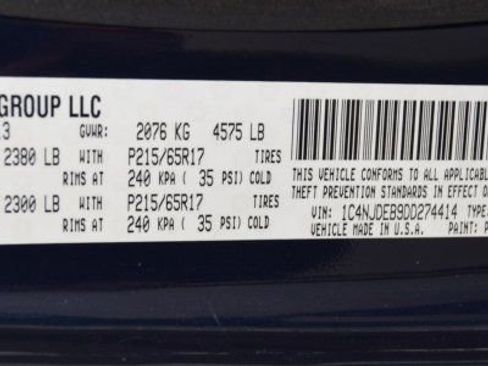 GROUP LLC
3 GVWR: 2076 KG 4575 LB
2380 LB WITH P215/65R17 TIRES
RIMS AT 240 KPA ( 35 PSI) COLD
2300 LB WITH P215/65R17 TIRES
RIMS AT 240 KPA ( 35 PSI) COLD
THIS VEHICLE CONFORMS TO ALL APPLICABLE
THEFT PREVENTION STANDARDS IN EFFECT O
VIN: 1C4NJDEB9DD274414 TYPE:
VEHICLE MADE IN U.S.A. PAINT: P